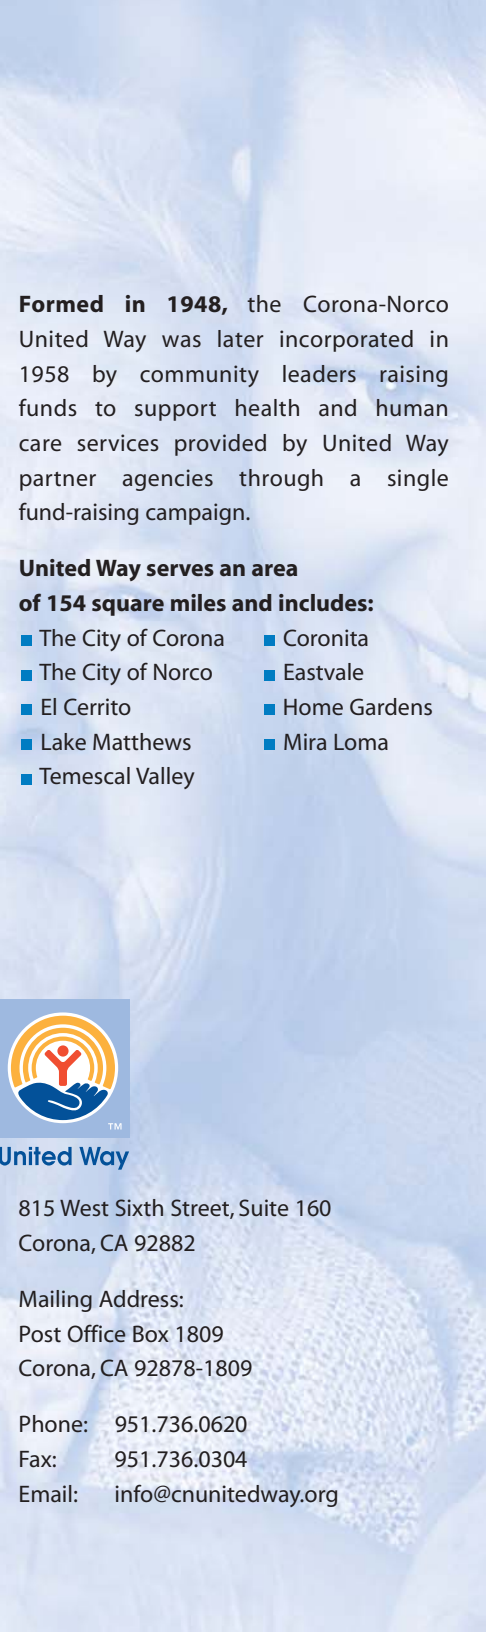 Formed in 1948, the Corona-Norco
United Way was later incorporated in
1958 by community leaders raising
funds to support health and human
care services provided by United Way
partner agencies through a single
fund-raising campaign.
United Way serves an area
of 154 square miles and includes:
The City of Corona
The City of Norco
El Cerrito
Lake Matthews
Temescal Valley
Coronita
Eastvale
Home Gardens
Mira Loma
TM
United Way
815 West Sixth Street, Suite 160
Corona, CA 92882
Mailing Address:
Post Office Box 1809
Corona, CA 92878-1809
Phone: 951.736.0620
Fax: 951.736.0304
Email: info@cnunitedway.org